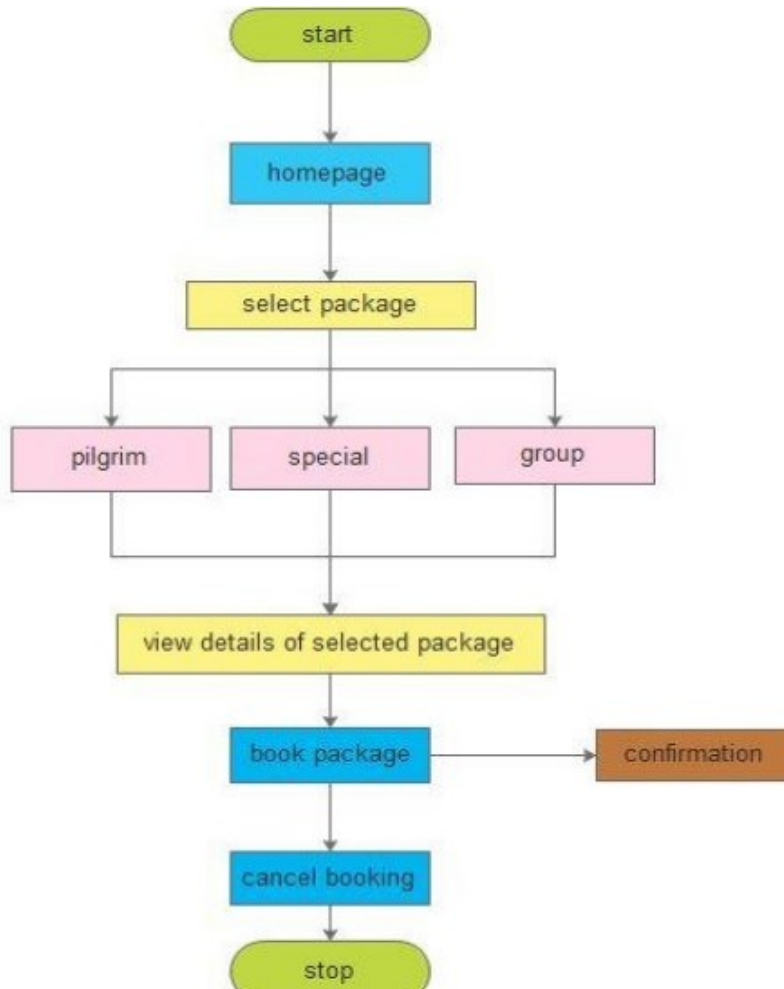 start
homepage
select package
pilgrim
special
group
view details of selected package
book package
confirmation
cancel booking
stop